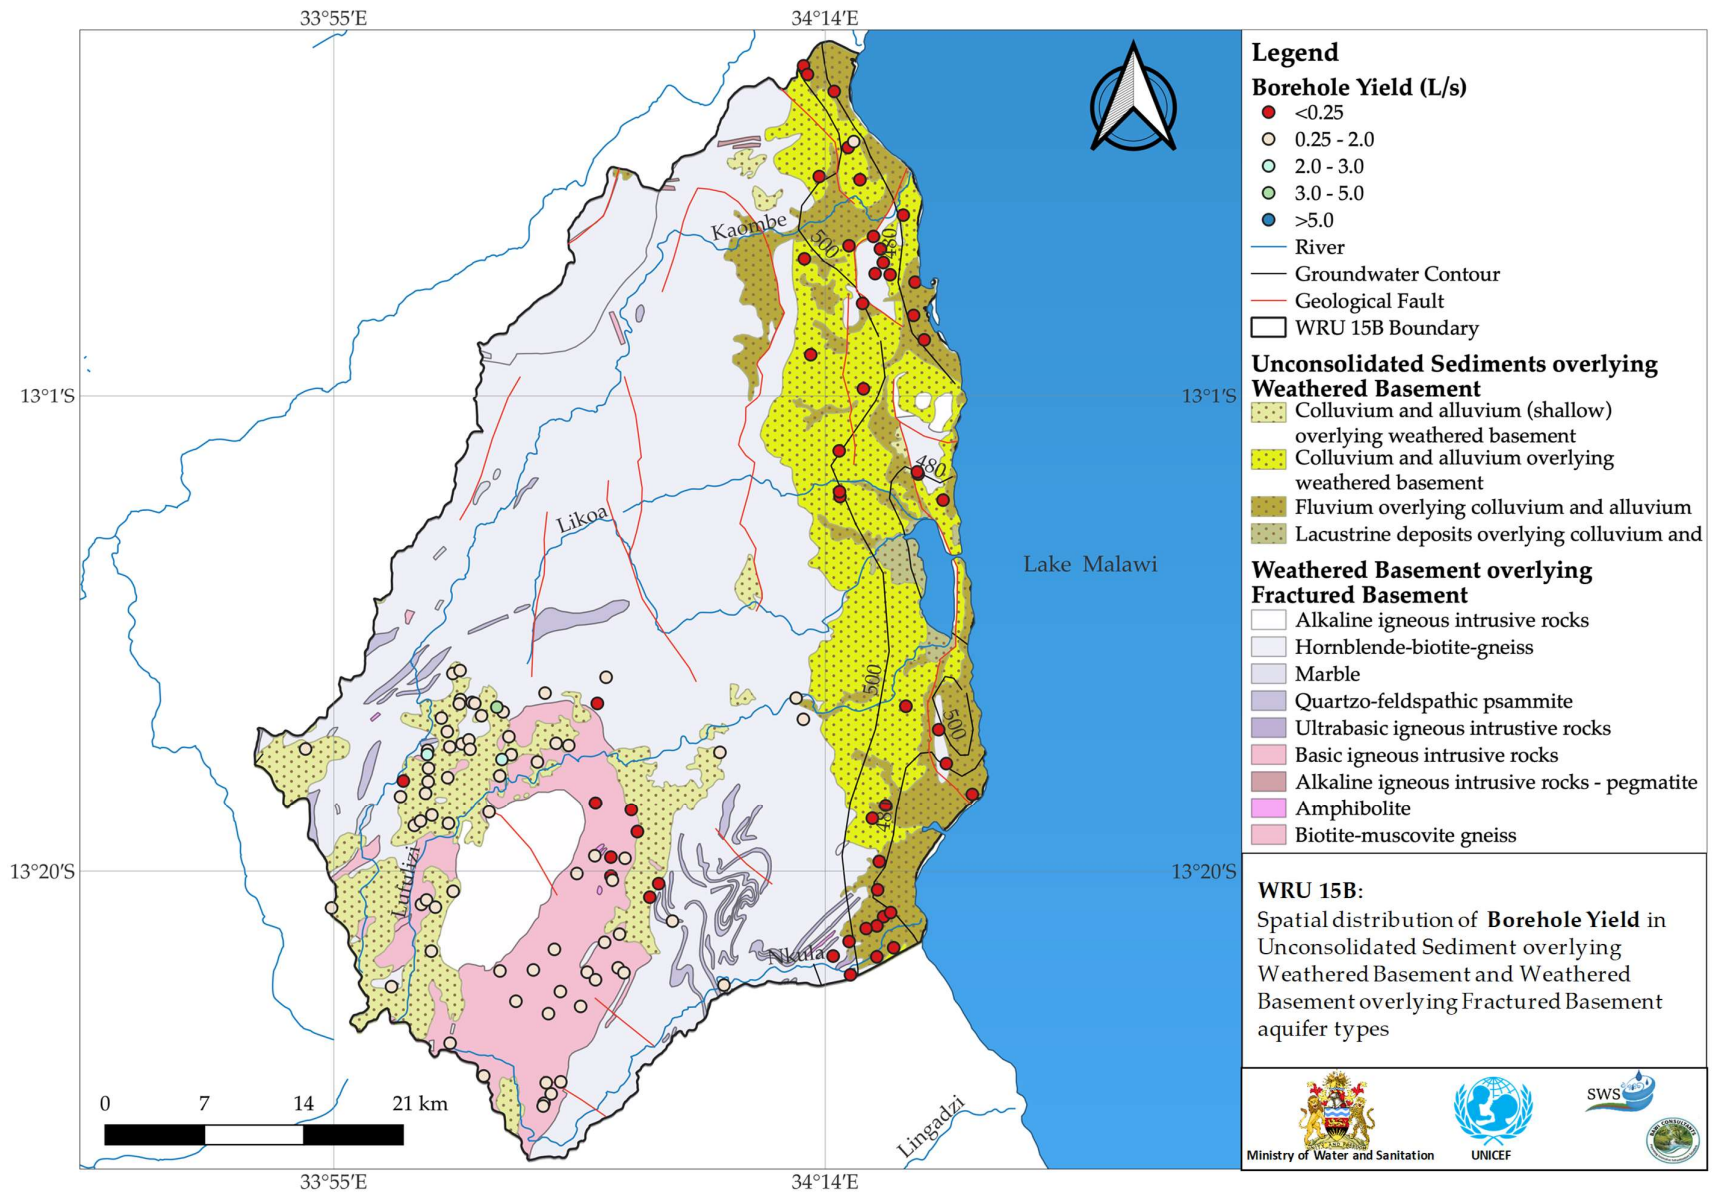 33°55'E
34°14'E
Kaombe
500
480
13°1'S
13°1'S
480
Likoa
Lake Malawi
500
500
480
13°20'S
13°20'S
Lufulizi
Nkula
0 7 14 21 km
Lingadzi
33°55'E
34°14'E
Legend
Borehole Yield (L/s)
<0.25
0.25 - 2.0
2.0 - 3.0
3.0 - 5.0
>5.0
River
Groundwater Contour
Geological Fault
WRU 15B Boundary
Unconsolidated Sediments overlying
Weathered Basement
Colluvium and alluvium (shallow)
overlying weathered basement
Colluvium and alluvium overlying
weathered basement
Fluvium overlying colluvium and alluvium
Lacustrine deposits overlying colluvium and
Weathered Basement overlying
Fractured Basement
Alkaline igneous intrusive rocks
Hornblende-biotite-gneiss
Marble
Quartzo-feldspathic psammite
Ultrabasic igneous intrustive rocks
Basic igneous intrusive rocks
Alkaline igneous intrusive rocks - pegmatite
Amphibolite
Biotite-muscovite gneiss
WRU 15B:
Spatial distribution of Borehole Yield in
Unconsolidated Sediment overlying
Weathered Basement and Weathered
Basement overlying Fractured Basement
aquifer types
Ministry of Water and Sanitation
UNICEF
SWS